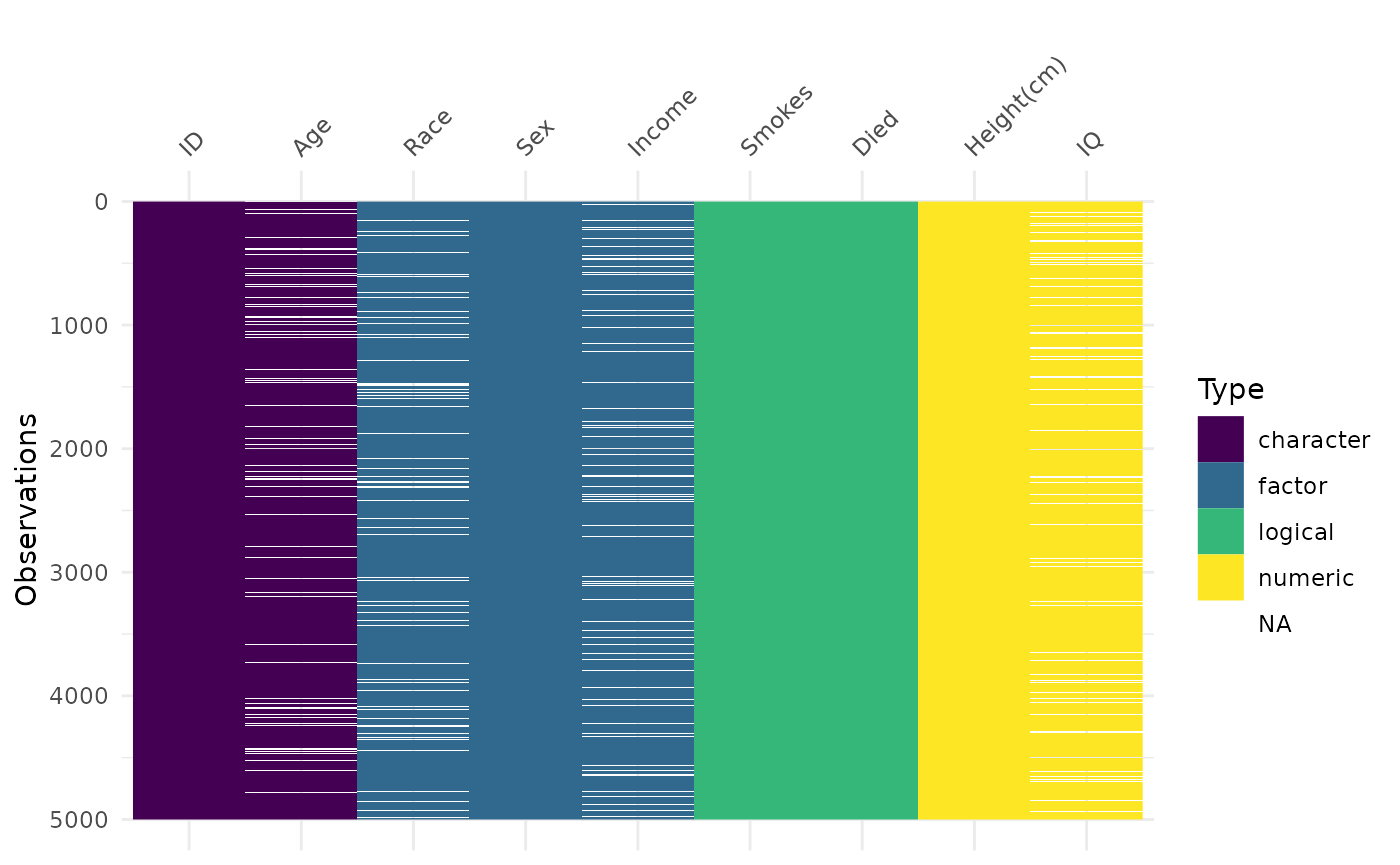 ID
Age
Race
Sex
Income
Smokes
Died
Height(cm)
IQ
0
1000
2000
3000
4000
5000
Observations
Type
character
factor
logical
numeric
NA